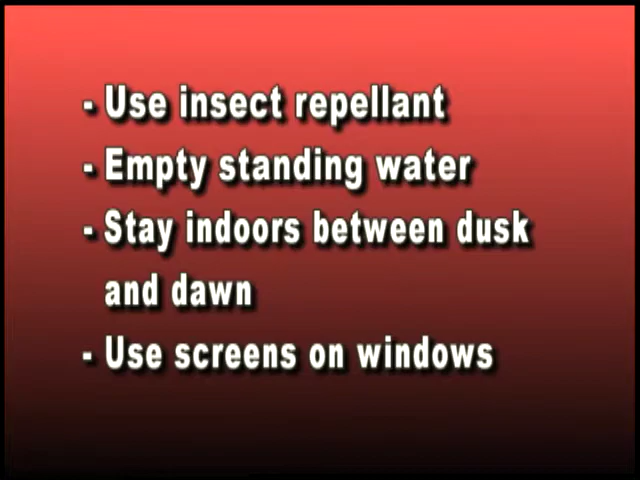 - Use insect repellant
- Empty standing water
- Stay indoors between dusk
and dawn
- Use screens on windows